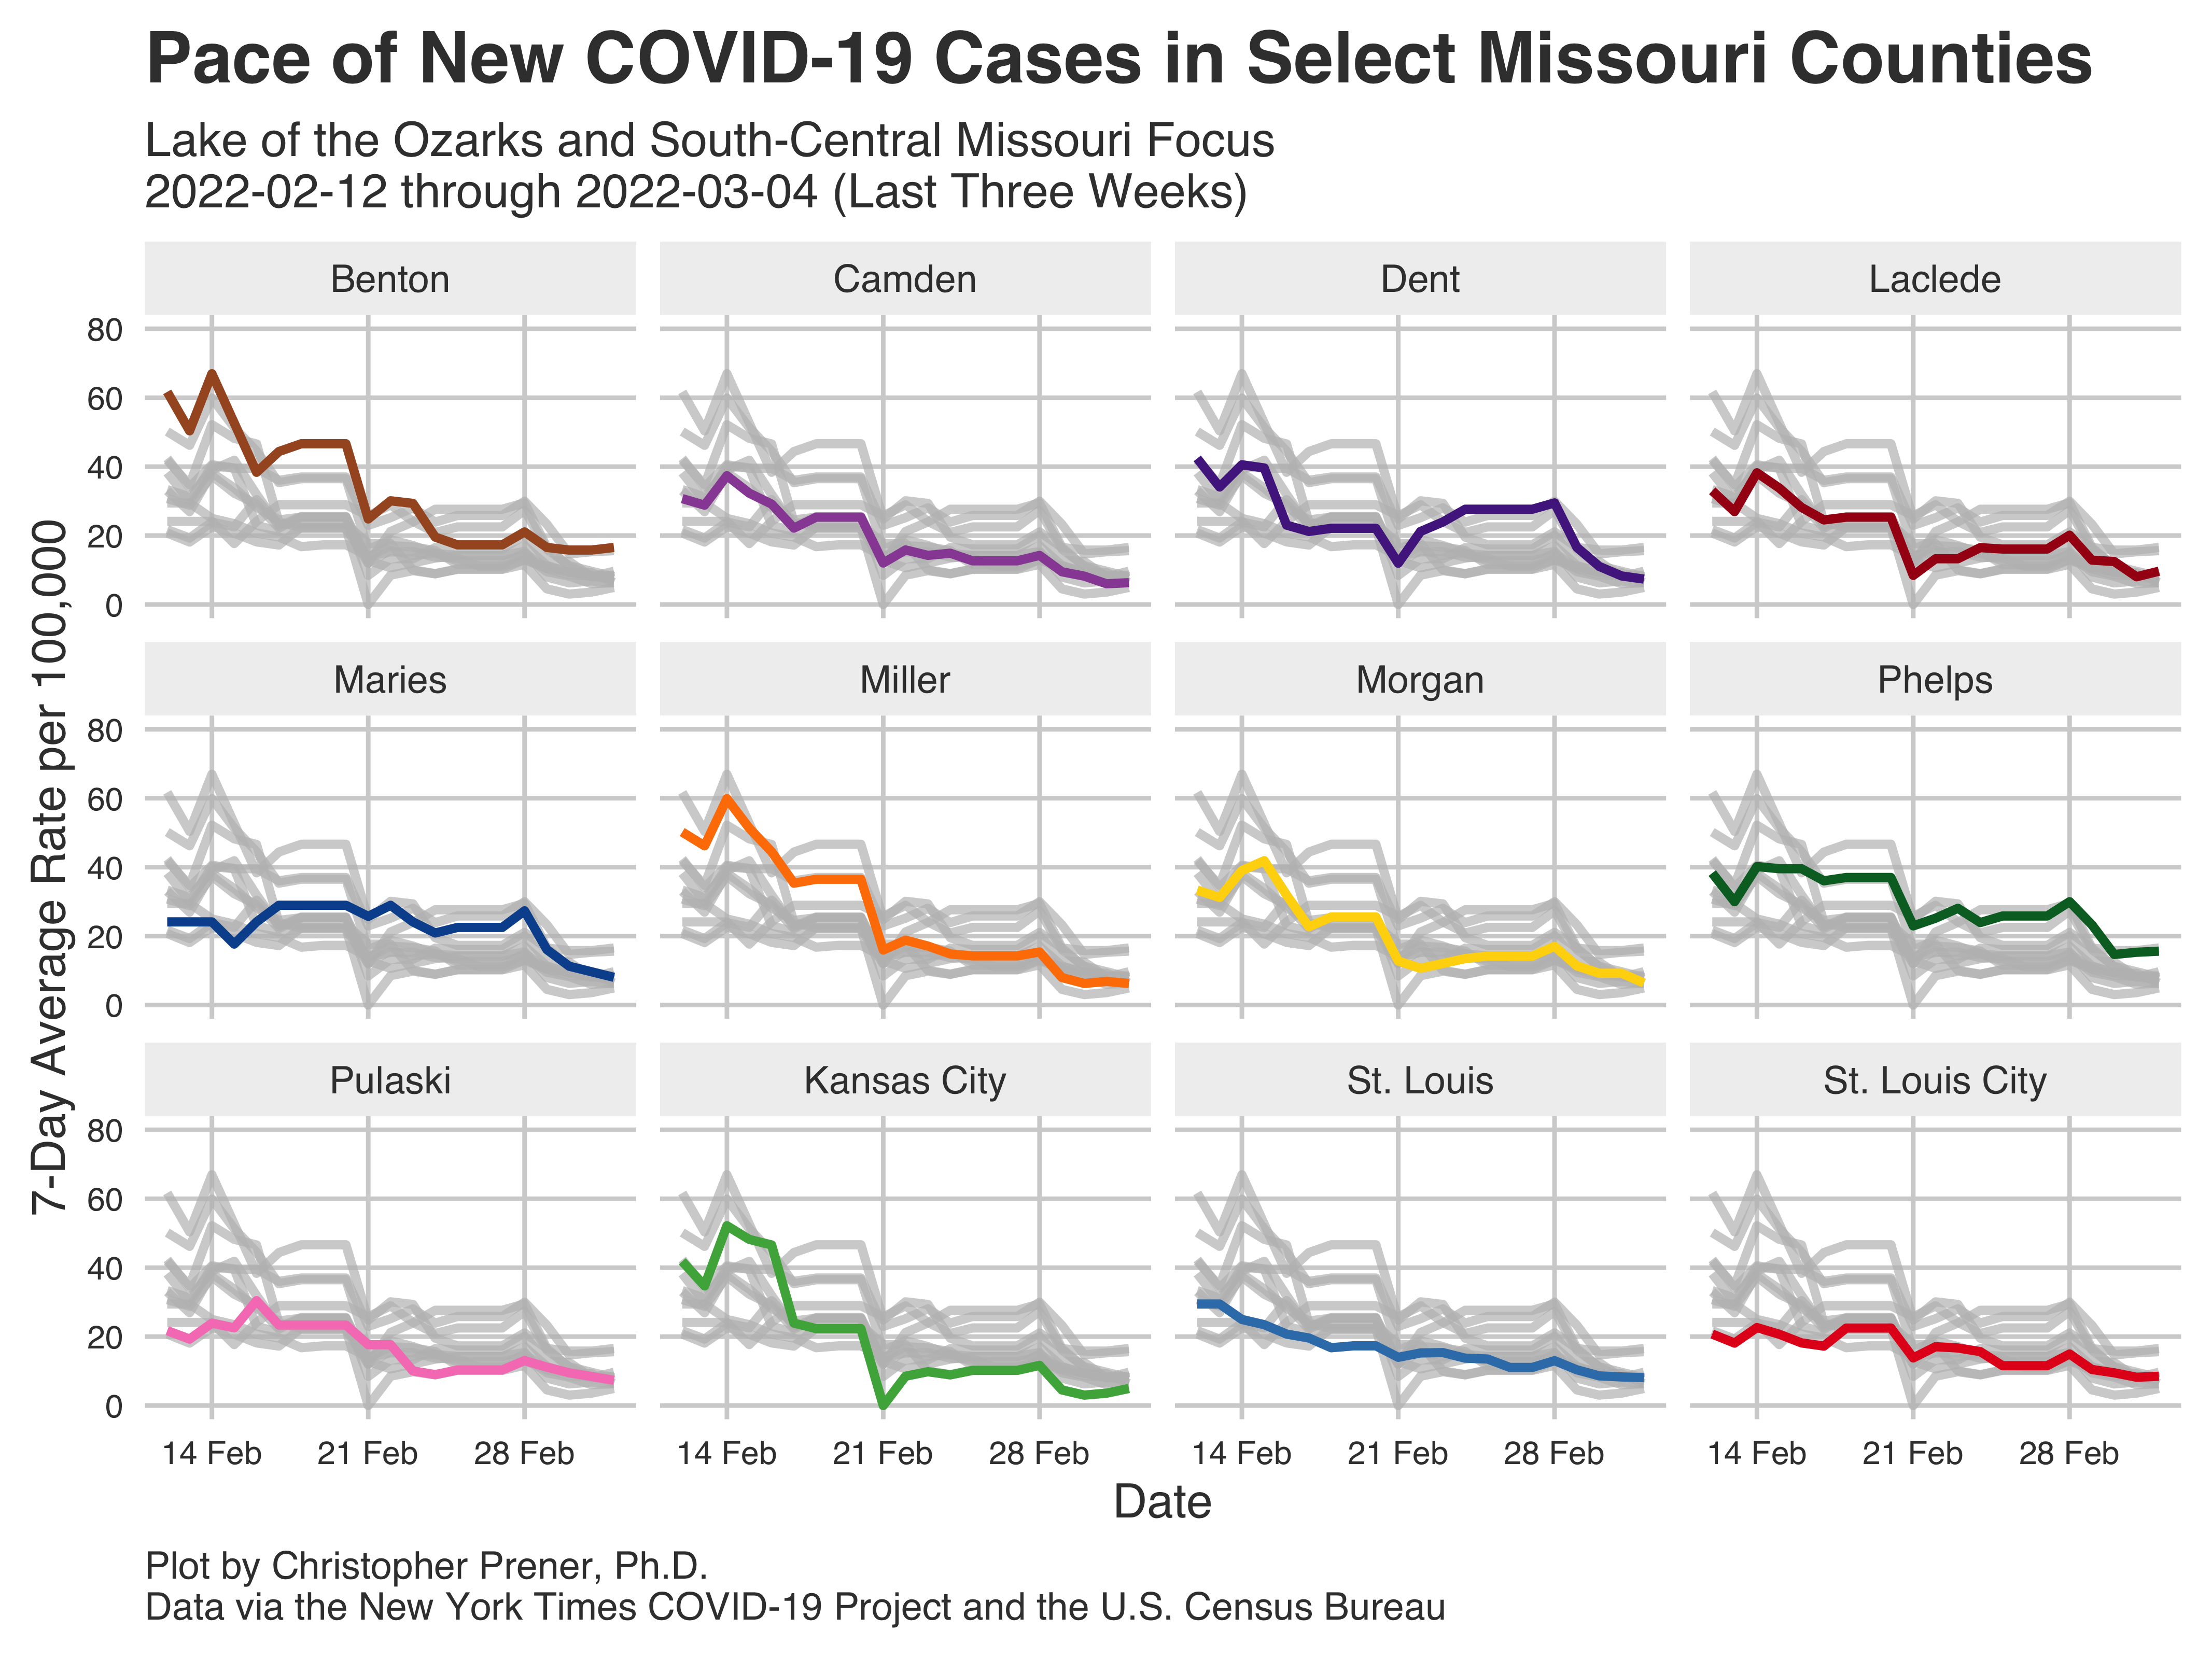 Pace of New COVID-19 Cases in Select Missouri Counties
Lake of the Ozarks and South-Central Missouri Focus
2022-02-12 through 2022-03-04 (Last Three Weeks)
7-Day Average Rate per 100,000
Benton
Camden
Dent
Laclede
80
60
40
20
0
Maries
Miller
Morgan
Phelps
80
60
40
20
0
Pulaski
Kansas City
St. Louis
St. Louis City
80
60
40
20
0
14 Feb 21 Feb 28 Feb
14 Feb 21 Feb 28 Feb
14 Feb 21 Feb 28 Feb
14 Feb 21 Feb 28 Feb
Date
Plot by Christopher Prener, Ph.D.
Data via the New York Times COVID-19 Project and the U.S. Census Bureau